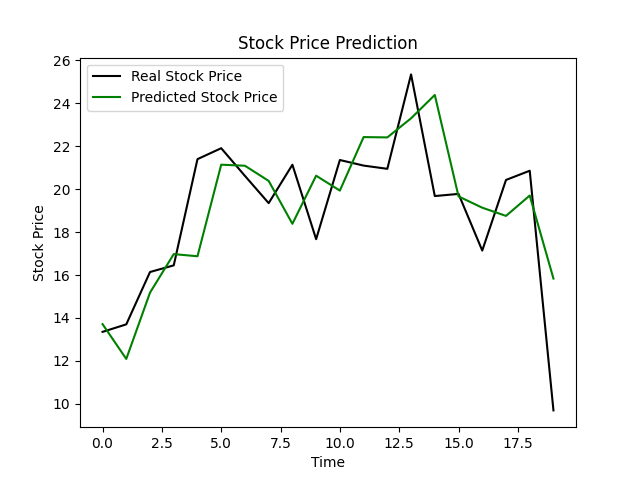 Stock Price Prediction
Real Stock Price
Predicted Stock Price
Stock Price
26
24
22
20
18
16
14
12
10
0.0 2.5 5.0 7.5 10.0 12.5 15.0 17.5
Time